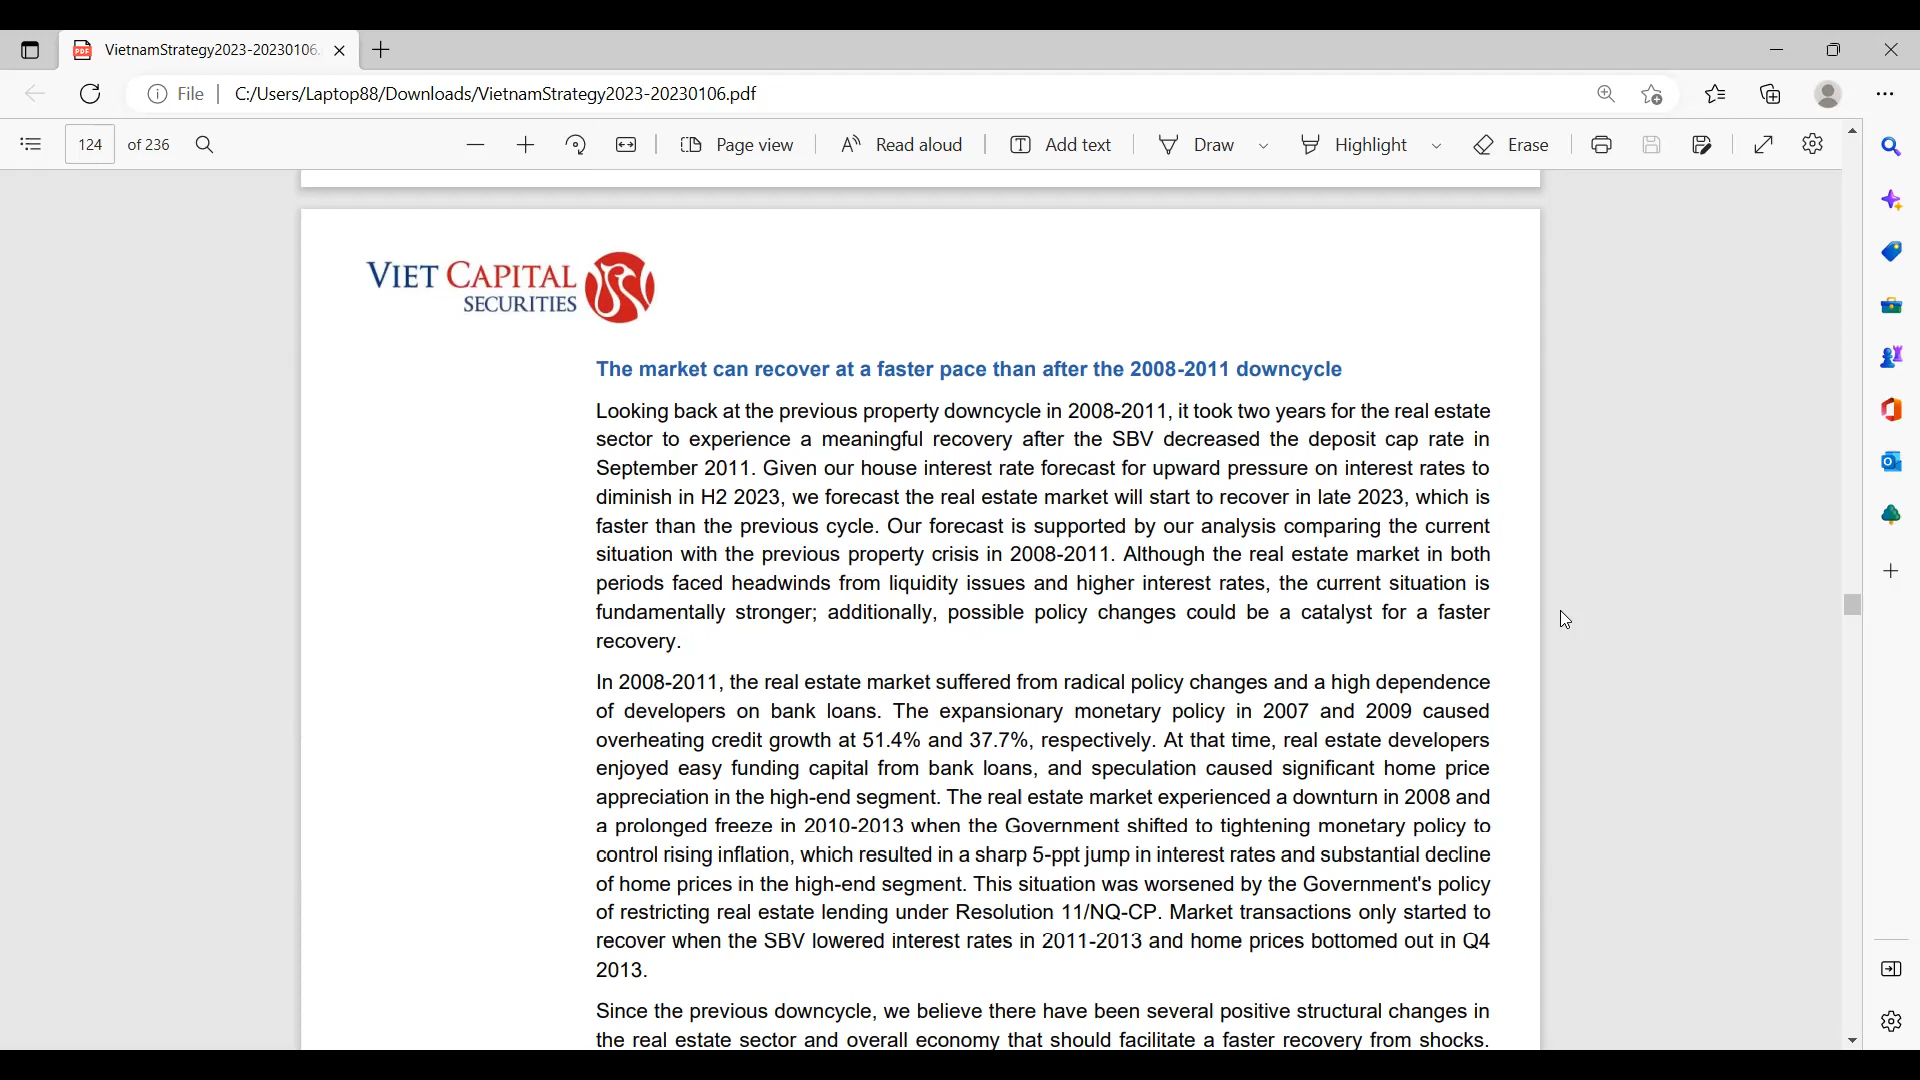 VietnamStrategy2023-20230106.
File
C:/Users/Laptop88/Downloads/VietnamStrategy2023-20230106.pdf
124 of 236
Page view
Read aloud
Add text
Draw
Highlight
Erase
VIET CAPITAL
SECURITIES
The market can recover at a faster pace than after the 2008-2011 downcycle
Looking back at the previous property downcycle in 2008-2011, it took two years for the real estate
sector to experience a meaningful recovery after the SBV decreased the deposit cap rate in
September 2011. Given our house interest rate forecast for upward pressure on interest rates to
diminish in H2 2023, we forecast the real estate market will start to recover in late 2023, which is
faster than the previous cycle. Our forecast is supported by our analysis comparing the current
situation with the previous property crisis in 2008-2011. Although the real estate market in both
periods faced headwinds from liquidity issues and higher interest rates, the current situation is
fundamentally stronger; additionally, possible policy changes could be a catalyst for a faster
recovery.
In 2008-2011, the real estate market suffered from radical policy changes and a high dependence
of developers on bank loans. The expansionary monetary policy in 2007 and 2009 caused
overheating credit growth at 51.4% and 37.7%, respectively. At that time, real estate developers
enjoyed easy funding capital from bank loans, and speculation caused significant home price
appreciation in the high-end segment. The real estate market experienced a downturn in 2008 and
a prolonged freeze in 2010-2013 when the Government shifted to tightening monetary policy to
control rising inflation, which resulted in a sharp 5-ppt jump in interest rates and substantial decline
of home prices in the high-end segment. This situation was worsened by the Government's policy
of restricting real estate lending under Resolution 11/NQ-CP. Market transactions only started to
recover when the SBV lowered interest rates in 2011-2013 and home prices bottomed out in Q4
2013.
Since the previous downcycle, we believe there have been several positive structural changes in
the real estate sector and overall economy that should facilitate a faster recovery from shocks.